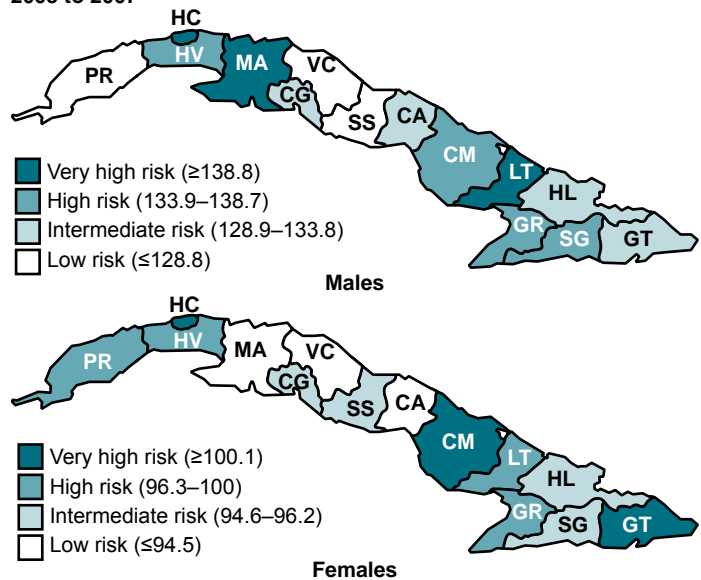 HC
HV
MA
VC
PR
CG
SS
CA
CM
LT
HL
GR
SG
GT
Very high risk (≥138.8)
High risk (133.9–138.7)
Intermediate risk (128.9–133.8)
Low risk (≤128.8)
Males
HC
HV
MA
VC
PR
CG
SS
CA
CM
LT
HL
GR
SG
GT
Very high risk (≥100.1)
High risk (96.3–100)
Intermediate risk (94.6–96.2)
Low risk (≤94.5)
Females